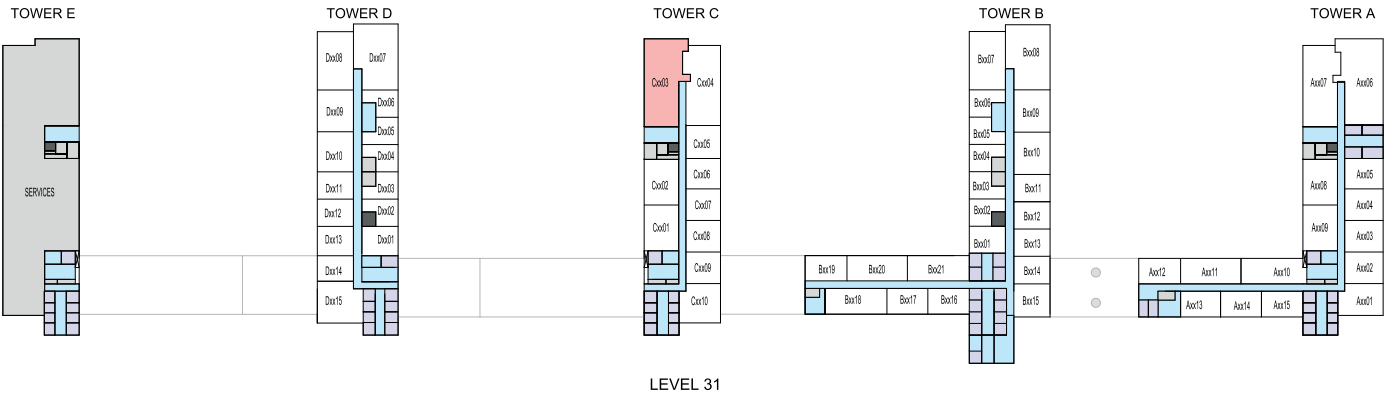 TOWER E
TOWER D
TOWER C
TOWER B
TOWER A
SERVICES
Dxx08
Dxx07
Dxx09
Dxx06
Dxx05
Dxx10
Dxx04
Dxx11
Dxx03
Dxx12
Dxx02
Dxx13
Dxx01
Dxx14
Dxx15
Cxx03
Cxx04
Cxx05
Cxx02
Cxx06
Cxx07
Cxx01
Cxx08
Cxx09
Cxx10
Bxx07
Bxx08
Bxx06
Bxx09
Bxx05
Bxx04
Bxx10
Bxx03
Bxx11
Bxx02
Bxx12
Bxx01
Bxx13
Bxx19
Bxx20
Bxx21
Bxx14
Bxx18
Bxx17
Bxx16
Bxx15
Axx07
Axx06
Axx08
Axx05
Axx04
Axx09
Axx03
Axx12
Axx11
Axx10
Axx02
Axx13
Axx14
Axx15
Axx01
LEVEL 31